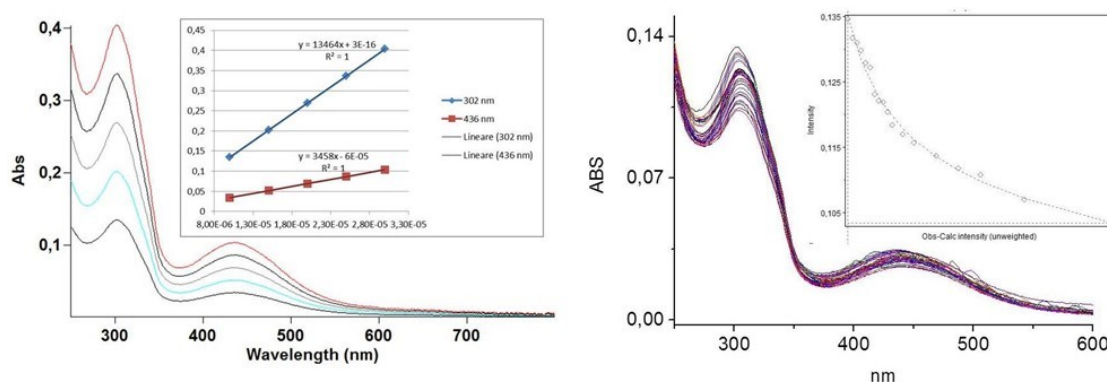 0,4
0,3
0,2
0,1
Abs
300 400 500 600 700
Wavelength (nm)
0,45
0,4
0,35
0,3
0,25
0,2
0,15
0,1
0,05
0
8,00E-06 1,30E-05 1,80E-05 2,30E-05 2,80E-05 3,30E-05
y = 13464x + 3E-16
R² = 1
y = 3458x - 6E-05
R² = 1
302 nm
436 nm
Lineare (302 nm)
Lineare (436 nm)
0,14
0,07
0,00
ABS
300 400 500 600
nm
0,135
0,125
0,115
0,105
Intensity
Obs-Calc intensity (unweighted)